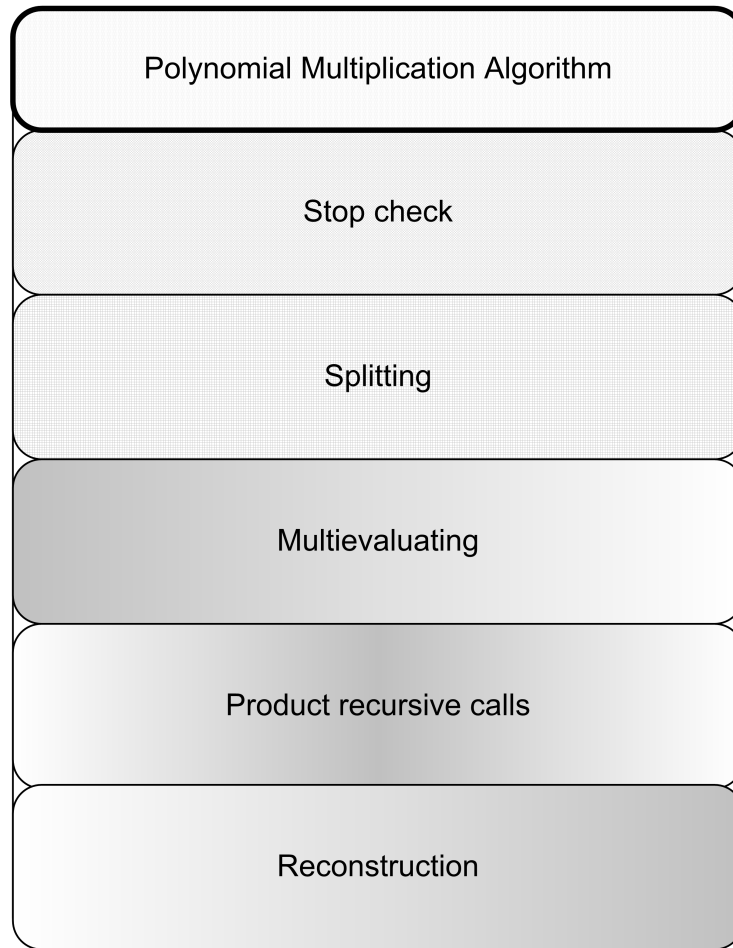 Polynomial Multiplication Algorithm
Stop check
Splitting
Multievaluating
Product recursive calls
Reconstruction